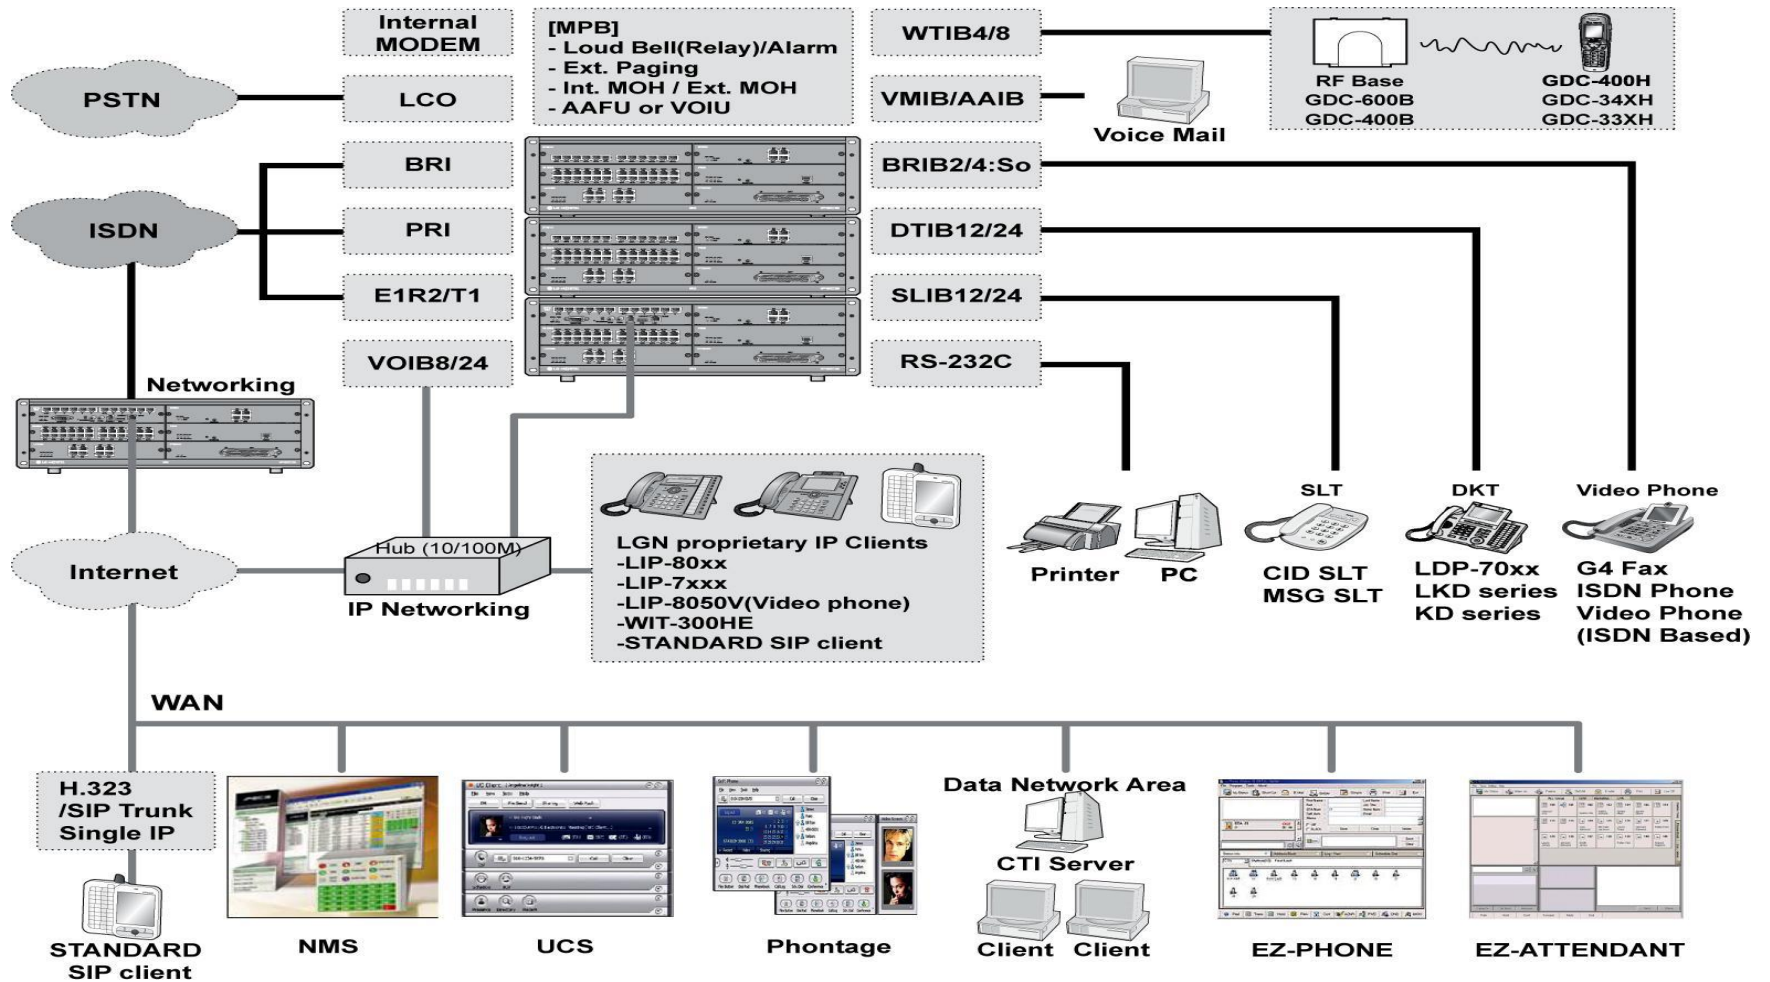 Internal
MODEM
[MPB]
- Loud Bell(Relay)/Alarm
- Ext. Paging
- Int. MOH / Ext. MOH
- AAFU or VOIU
WTIB4/8
RF Base
GDC-600B
GDC-400B
GDC-400H
GDC-34XH
GDC-33XH
PSTN
LCO
VMIB/AAIB
Voice Mail
BRI
BRIB2/4:So
ISDN
PRI
DTIB12/24
E1R2/T1
SLIB12/24
VOIB8/24
RS-232C
Networking
Internet
Hub (10/100M)
IP Networking
LGN proprietary IP Clients
-LIP-80xx
-LIP-7xxx
-LIP-8050V(Video phone)
-WIT-300HE
-STANDARD SIP client
Printer
PC
SLT
CID SLT
MSG SLT
DKT
LDP-70xx
LKD series
KD series
Video Phone
G4 Fax
ISDN Phone
Video Phone
(ISDN Based)
WAN
H.323
/SIP Trunk
Single IP
STANDARD
SIP client
NMS
UCS
Phontage
Data Network Area
CTI Server
Client
Client
EZ-PHONE
EZ-ATTENDANT